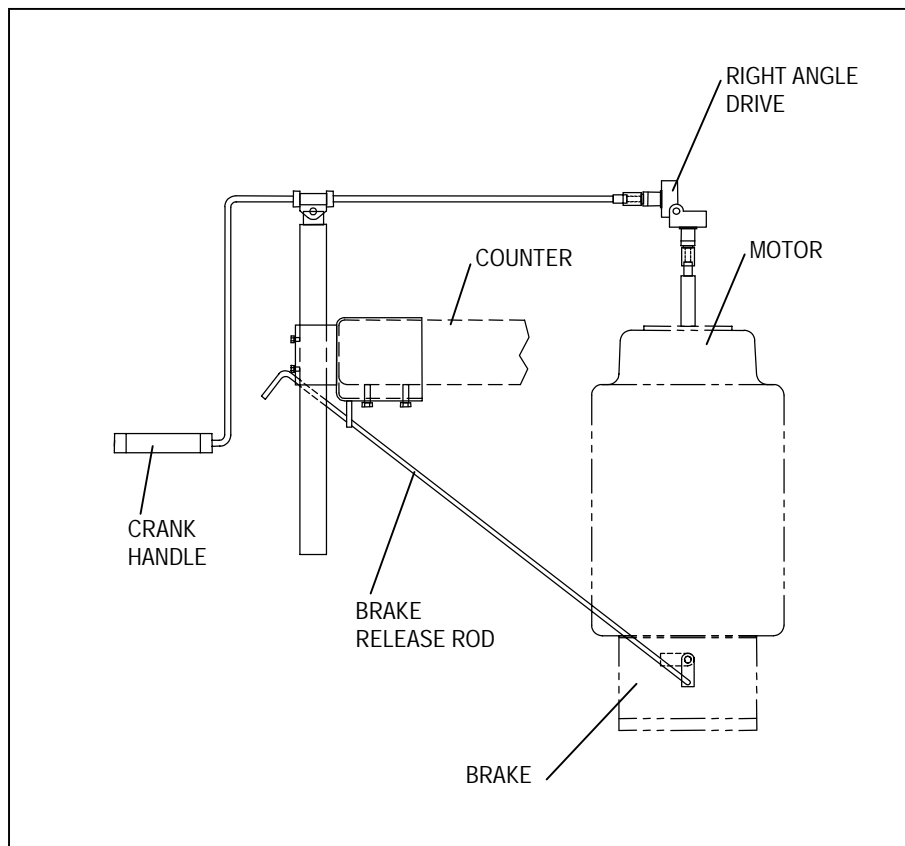 RIGHT ANGLE
DRIVE
COUNTER
MOTOR
CRANK
HANDLE
BRAKE
RELEASE ROD
BRAKE